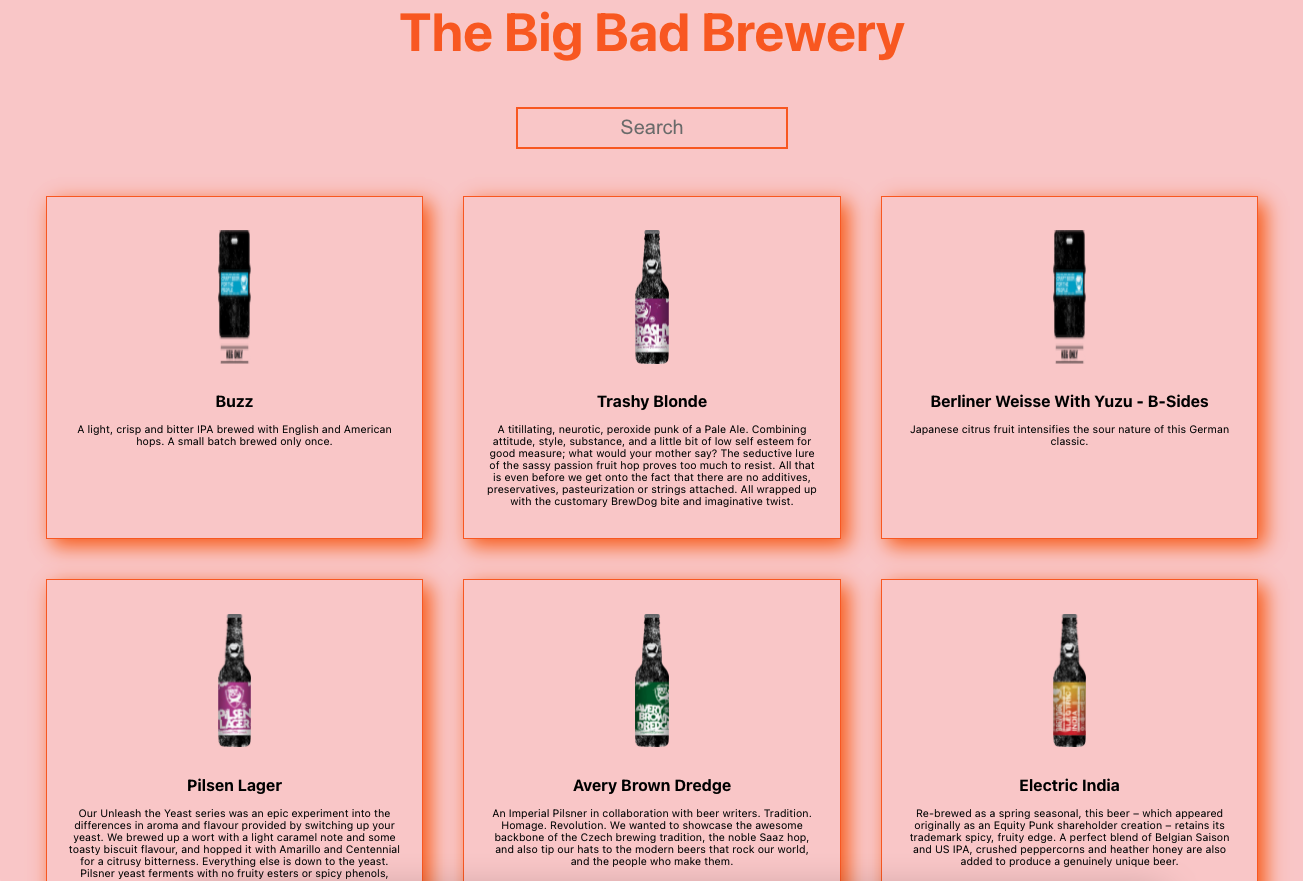 The Big Bad Brewery
Search
KEG ONLY
Buzz
A light, crisp and bitter IPA brewed with English and American
hops. A small batch brewed only once.
Trashy Blonde
A titillating, neurotic, peroxide punk of a Pale Ale. Combining
attitude, style, substance, and a little bit of low self esteem for
good measure; what would your mother say? The seductive lure
of the sassy passion fruit hop proves too much to resist. All that
is even before we get onto the fact that there are no additives,
preservatives, pasteurization or strings attached. All wrapped up
with the customary BrewDog bite and imaginative twist.
KEG ONLY
Berliner Weisse With Yuzu - B-Sides
Japanese citrus fruit intensifies the sour nature of this German
classic.
PILSEN
LAGER
Pilsen Lager
Our Unleash the Yeast series was an epic experiment into the
differences in aroma and flavour provided by switching up your
yeast. We brewed up a wort with a light caramel note and some
toasty biscuit flavour, and hopped it with Amarillo and Centennial
for a citrusy bitterness. Everything else is down to the yeast.
Pilsner yeast ferments with no fruity esters or spicy phenols,
AVERY
BROWN
DREDGE
Avery Brown Dredge
An Imperial Pilsner in collaboration with beer writers. Tradition.
Homage. Revolution. We wanted to showcase the awesome
backbone of the Czech brewing tradition, the noble Saaz hop,
and also tip our hats to the modern beers that rock our world,
and the people who make them.
INDIA
Electric India
Re-brewed as a spring seasonal, this beer – which appeared
originally as an Equity Punk shareholder creation – retains its
trademark spicy, fruity edge. A perfect blend of Belgian Saison
and US IPA, crushed peppercorns and heather honey are also
added to produce a genuinely unique beer.